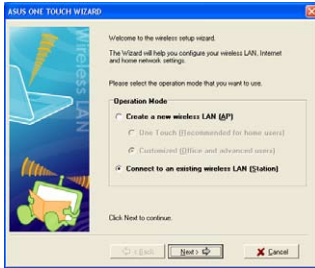 ASUS ONE TOUCH WIZARD
Wireless LAN
Welcome to the wireless setup wizard.
The Wizard will help you configure your wireless LAN, Internet
and home network settings.
Please select the operation mode that you want to use.
Operation Mode
Create a new wireless LAN (AP)
One Touch (Recommended for home users)
Customized (Office and advanced users)
Connect to an existing wireless LAN (Station)
Click Next to continue.
< Back
Next >
Cancel